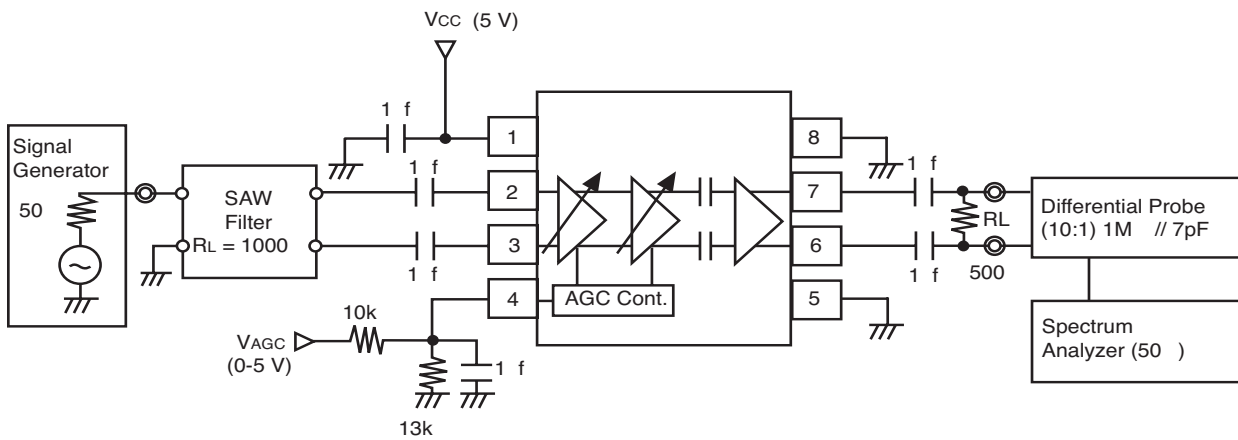 VCC (5 V)
1 f
1
8
Signal
Generator
50
SAW
Filter
RL = 1000
1 f
2
7
1 f
3
6
1 f
1 f
RL
500
Differential Probe
(10:1) 1M // 7pF
4
AGC Cont.
5
10k
VAGC
(0-5 V)
1 f
13k
Spectrum
Analyzer (50 )